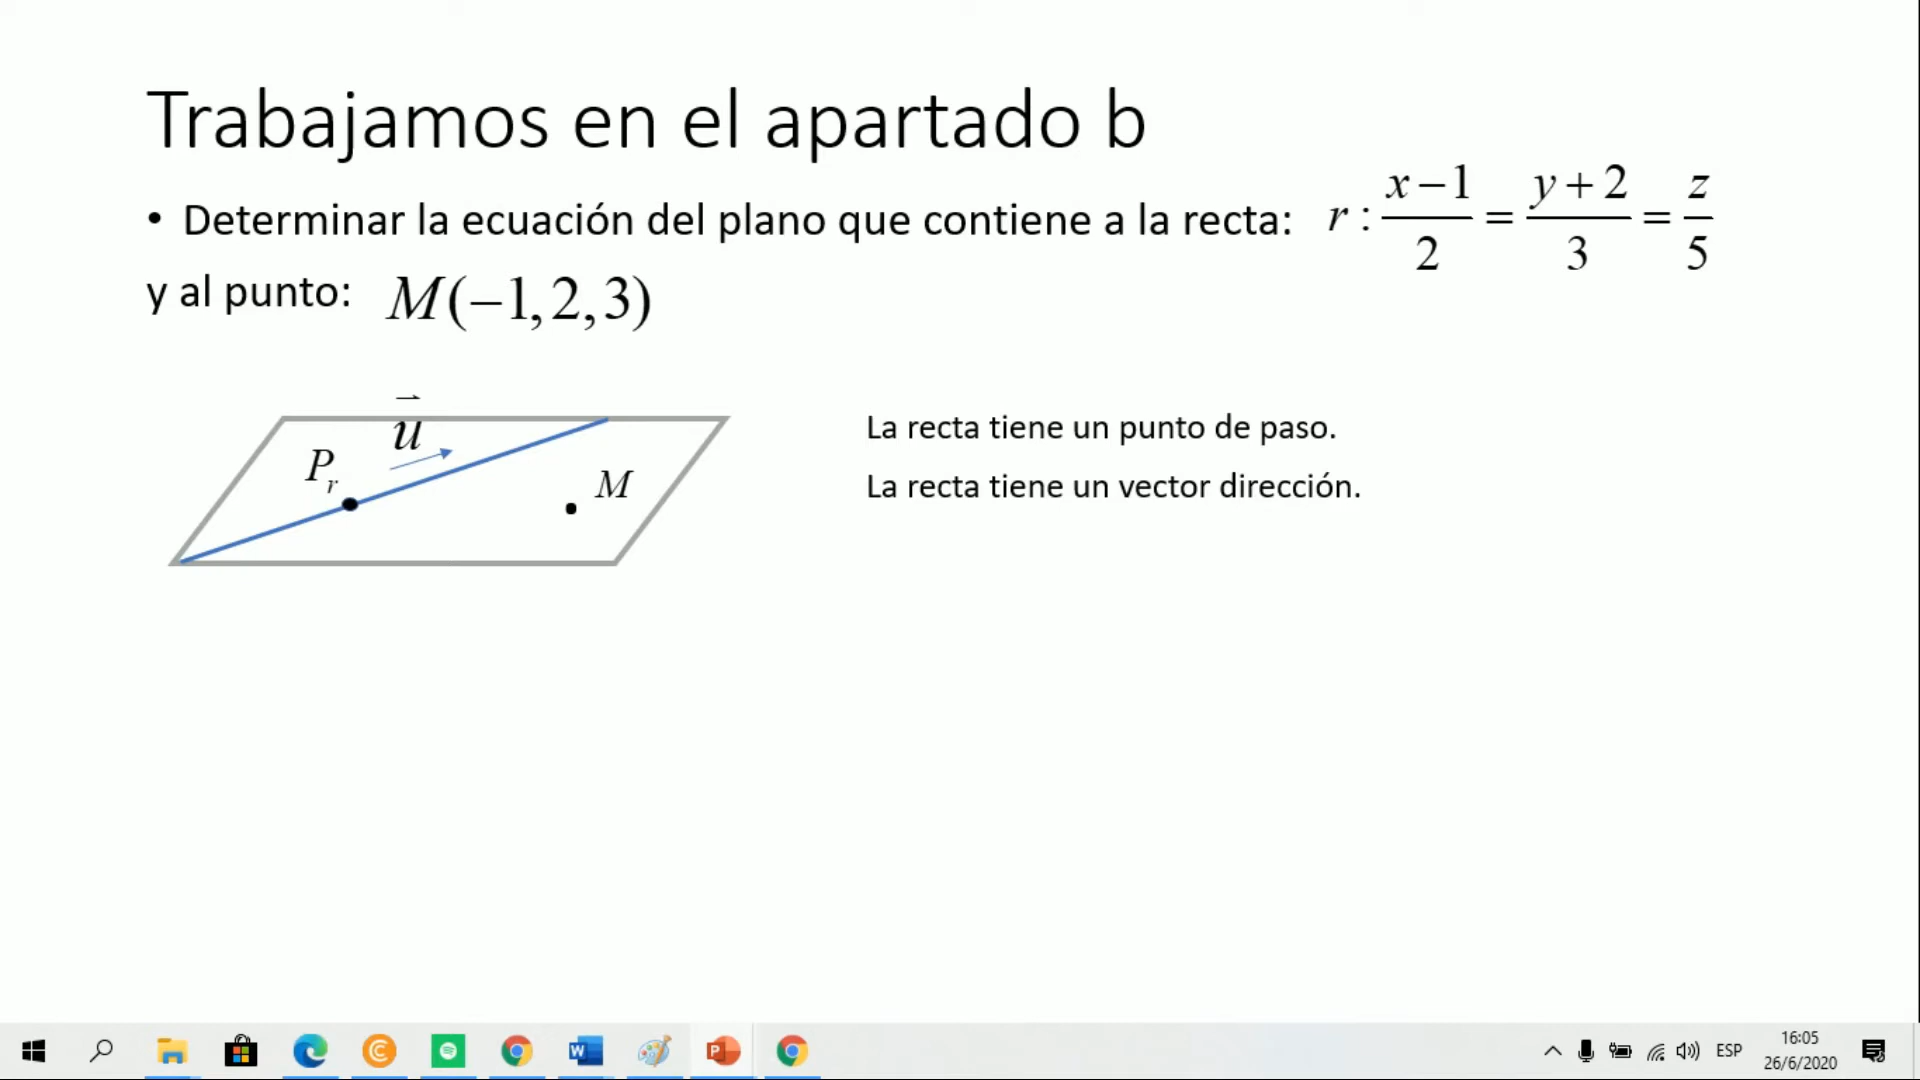 Trabajamos en el apartado b
• Determinar la ecuación del plano que contiene a la recta: r : x − 1 / 2 = y + 2 / 3 = z / 5
y al punto: M(−1, 2, 3)
u
P r
M
La recta tiene un punto de paso.
La recta tiene un vector dirección.
ESP
16:05
26/6/2020